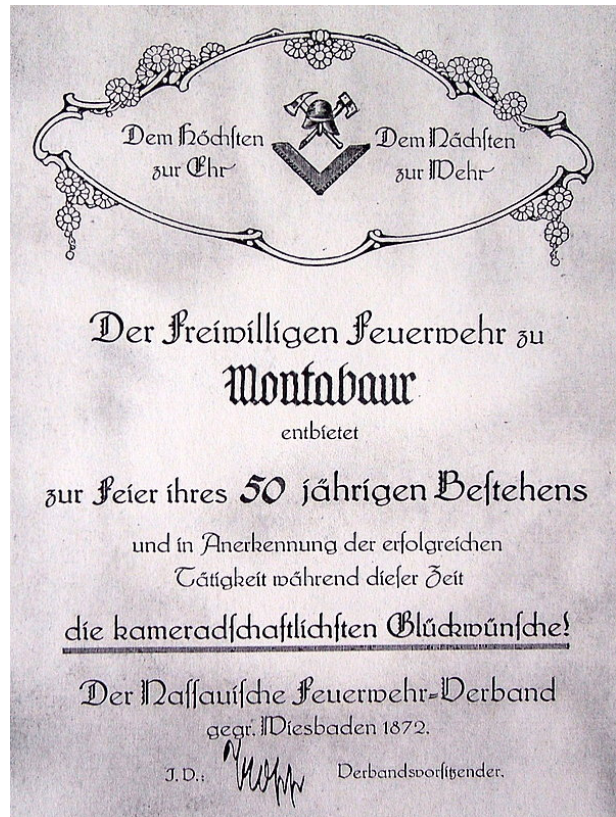 Dem Höchſten
zur Ehr
Dem Nächſten
zur Wehr
Der Freiwilligen Feuerwehr zu
Montabaur
entbietet
zur Feier ihres 50 jährigen Beſtehens
und in Anerkennung der erfolgreichen
Tätigkeit während dieſer Zeit
die kameradſchaftlichſten Glückwünſche!
Der Naſſauiſche Feuerwehr=Verband
gegr. Wiesbaden 1872.
I. V.: Verbandsvorſitzender.